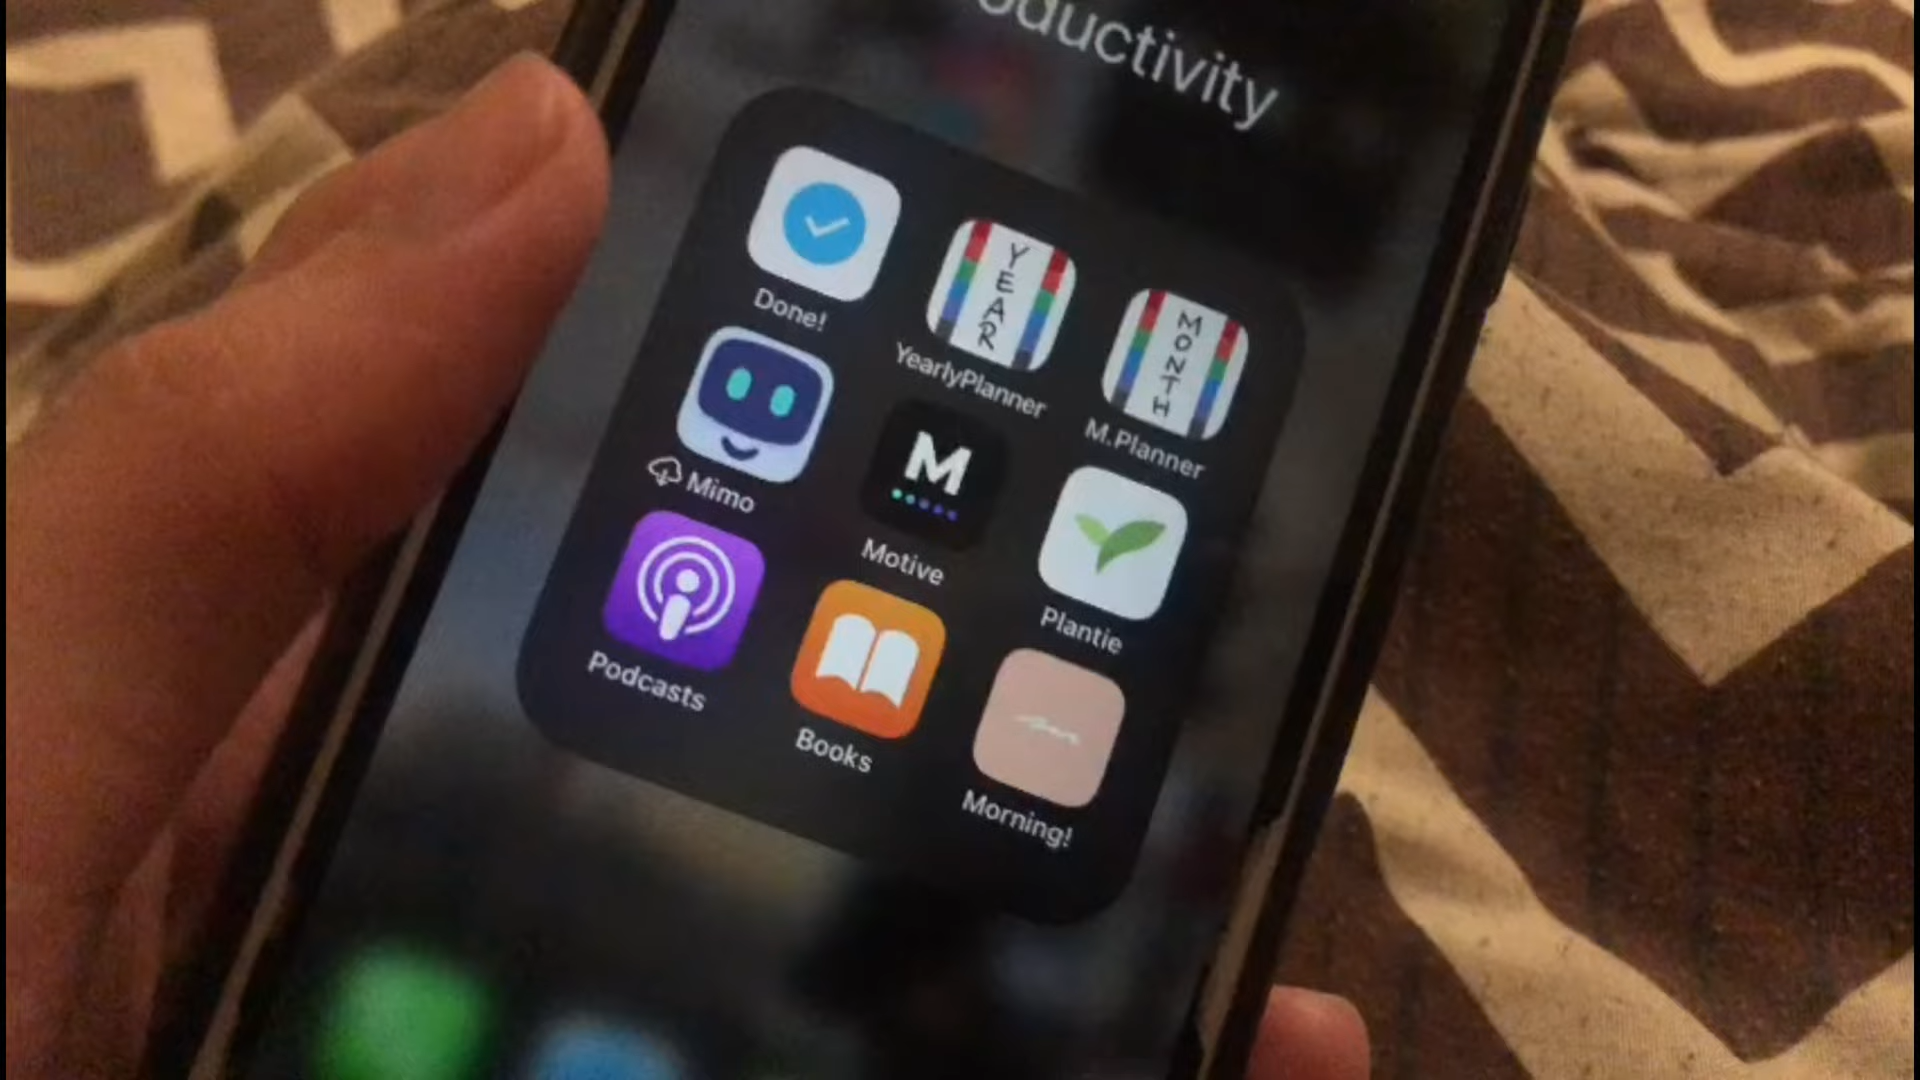 oductivity
Done!
YEAR
YearlyPlanner
MONTH
M.Planner
Mimo
M
Motive
Plantie
Podcasts
Books
Morning!